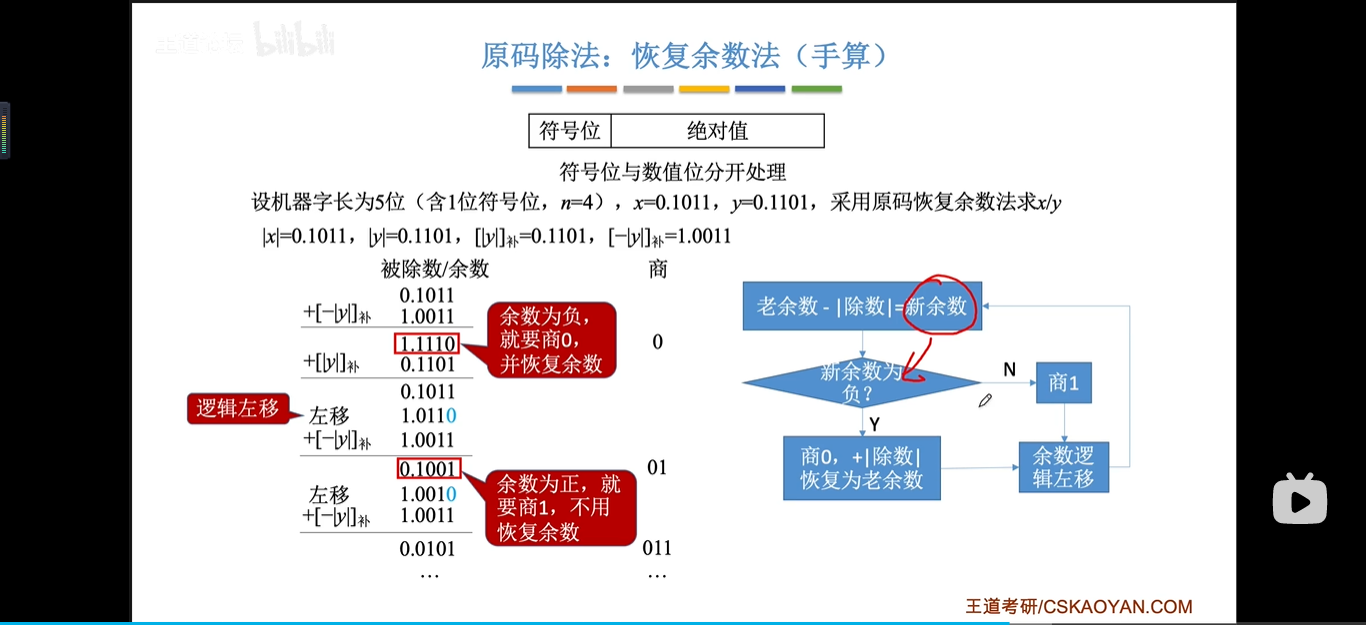 bilibili
原码除法：恢复余数法（手算）
符号位 绝对值
符号位与数值位分开处理
设机器字长为5位（含1位符号位，n=4），x=0.1011，y=0.1101，采用原码恢复余数法求x/y
|x|=0.1011，|y|=0.1101，[|y|]补=0.1101，[−|y|]补=1.0011
被除数/余数 商
0.1011
+[−|y|]补 1.0011
1.1110 0
+[|y|]补 0.1101
0.1011
左移 1.0110
+[−|y|]补 1.0011
0.1001 01
左移 1.0010
+[−|y|]补 1.0011
0.0101 011
… …
逻辑左移
余数为负，
就要商0，
并恢复余数
余数为正，就
要商1，不用
恢复余数
老余数 - |除数|=新余数
新余数为
负？
N
商1
Y
商0，+|除数|
恢复为老余数
余数逻
辑左移
王道考研/CSKAOYAN.COM